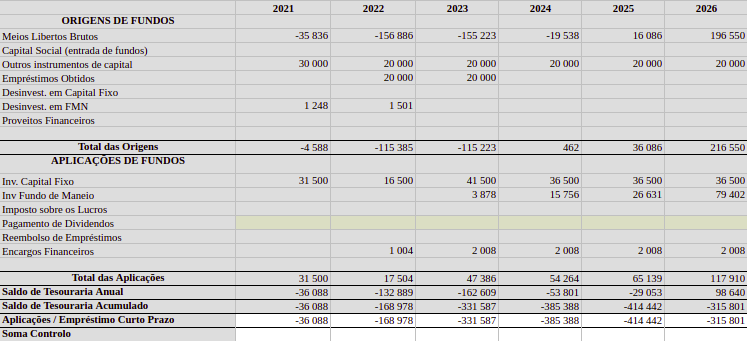 2021 2022 2023 2024 2025 2026
ORIGENS DE FUNDOS
Meios Libertos Brutos -35 836 -156 886 -155 223 -19 538 16 086 196 550
Capital Social (entrada de fundos)
Outros instrumentos de capital 30 000 20 000 20 000 20 000 20 000 20 000
Empréstimos Obtidos 20 000 20 000
Desinvest. em Capital Fixo
Desinvest. em FMN 1 248 1 501
Proveitos Financeiros
Total das Origens -4 588 -115 385 -115 223 462 36 086 216 550
APLICAÇÕES DE FUNDOS
Inv. Capital Fixo 31 500 16 500 41 500 36 500 36 500 36 500
Inv Fundo de Maneio 3 878 15 756 26 631 79 402
Imposto sobre os Lucros
Pagamento de Dividendos
Reembolso de Empréstimos
Encargos Financeiros 1 004 2 008 2 008 2 008 2 008
Total das Aplicações 31 500 17 504 47 386 54 264 65 139 117 910
Saldo de Tesouraria Anual -36 088 -132 889 -162 609 -53 801 -29 053 98 640
Saldo de Tesouraria Acumulado -36 088 -168 978 -331 587 -385 388 -414 442 -315 801
Aplicações / Empréstimo Curto Prazo -36 088 -168 978 -331 587 -385 388 -414 442 -315 801
Soma Controlo